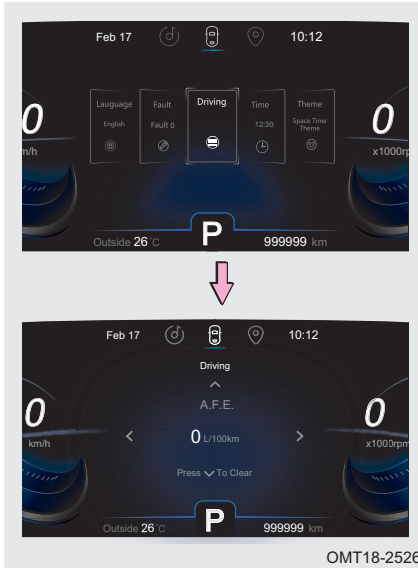 Feb 17 10:12
Lauguage Fault Driving Time Theme
English Fault 0 12:30 Space Time
Theme
0 0
m/h x1000rp
P
Outside 26°C 999999 km
Feb 17 10:12
Driving
A.F.E.
0 0
0 L/100km
km/h x1000rpm
Press To Clear
P
Outside 26°C 999999 km
OMT18-2526